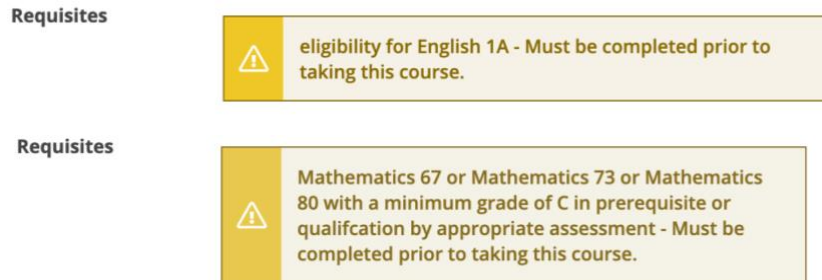 Requisites
eligibility for English 1A - Must be completed prior to
taking this course.
Requisites
Mathematics 67 or Mathematics 73 or Mathematics
80 with a minimum grade of C in prerequisite or
qualifcation by appropriate assessment - Must be
completed prior to taking this course.